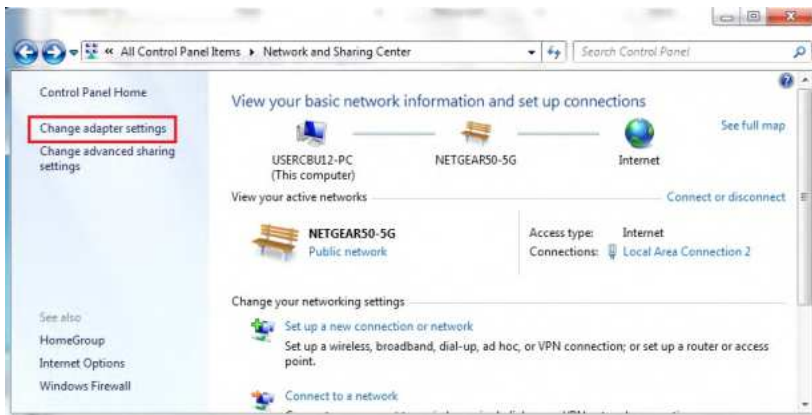 « All Control Panel Items ▸ Network and Sharing Center
Search Control Panel
Control Panel Home
Change adapter settings
Change advanced sharing
settings
See also
HomeGroup
Internet Options
Windows Firewall
View your basic network information and set up connections
See full map
USERCBU12-PC
(This computer)
NETGEAR50-5G
Internet
View your active networks
Connect or disconnect
NETGEAR50-5G
Public network
Access type: Internet
Connections: Local Area Connection 2
Change your networking settings
Set up a new connection or network
Set up a wireless, broadband, dial-up, ad hoc, or VPN connection; or set up a router or access
point.
Connect to a network